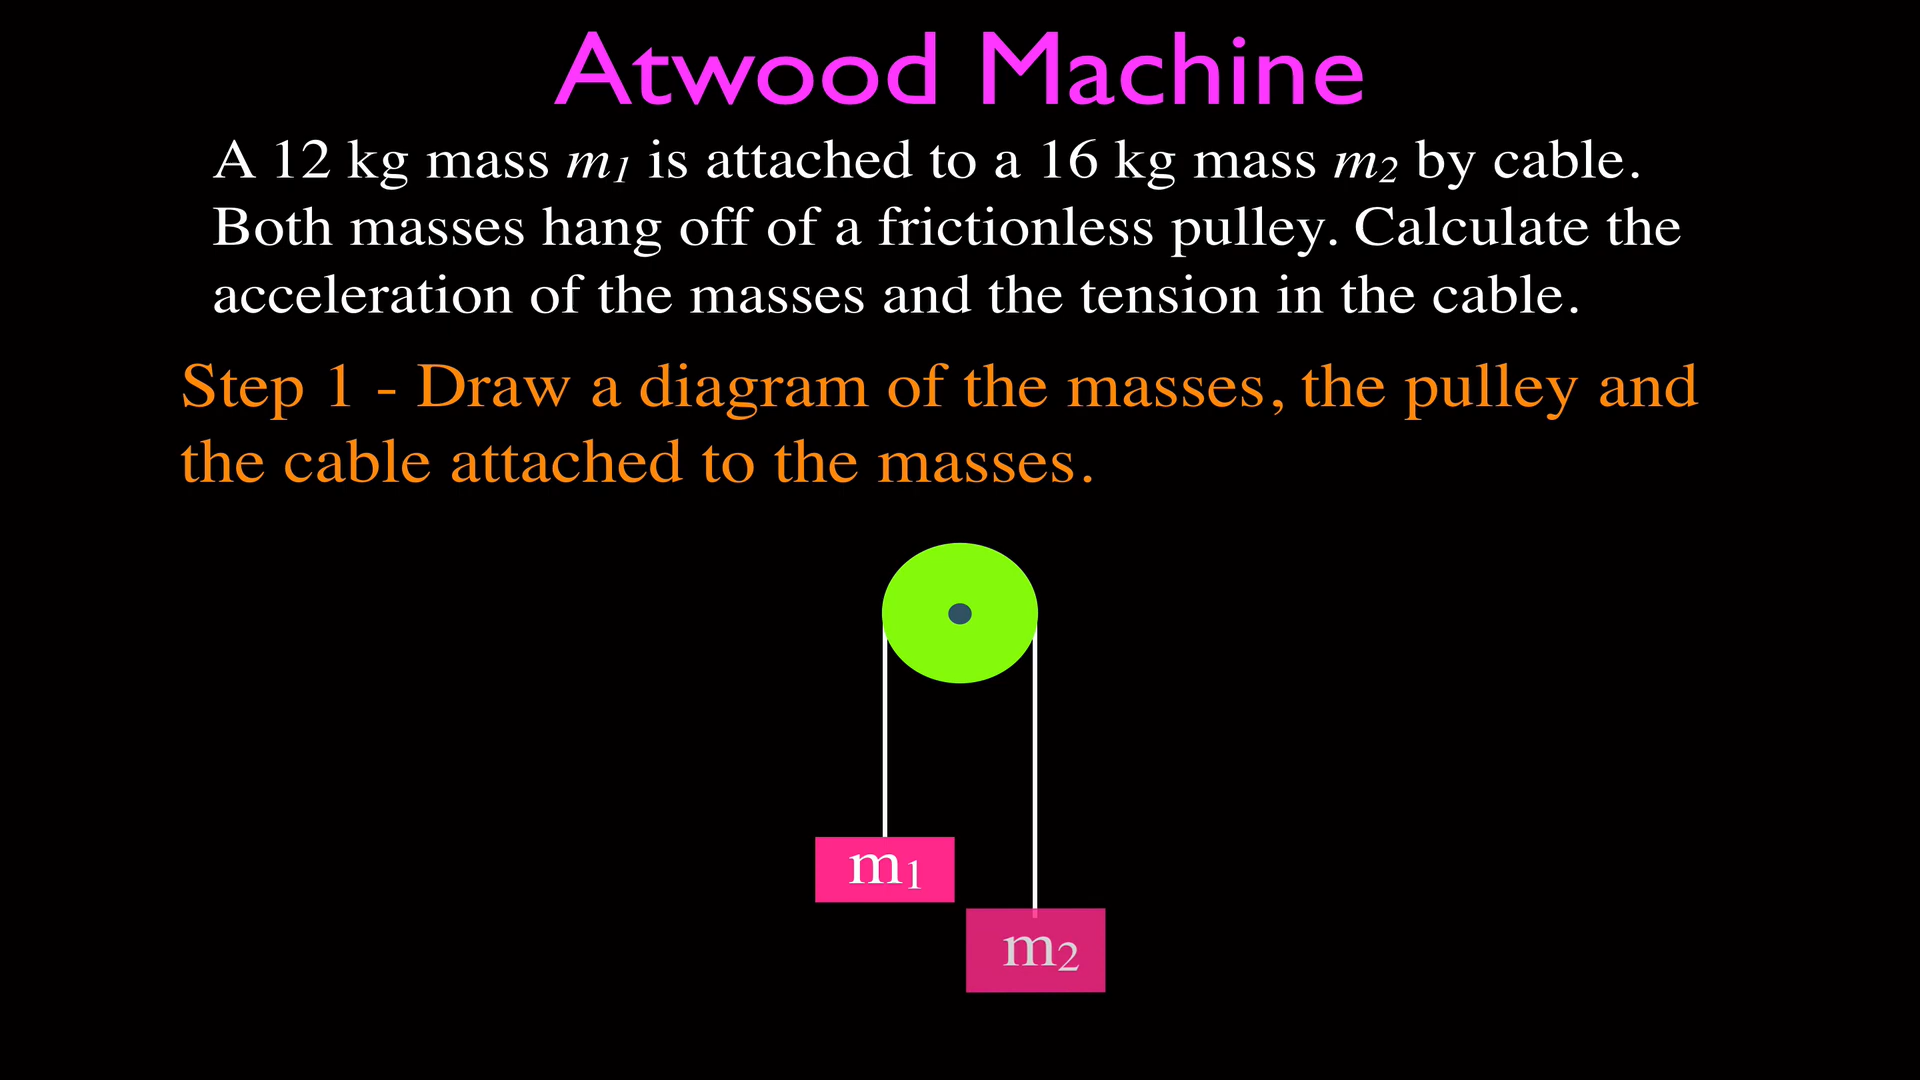 Atwood Machine
A 12 kg mass m₁ is attached to a 16 kg mass m₂ by cable.
Both masses hang off of a frictionless pulley. Calculate the
acceleration of the masses and the tension in the cable.
Step 1 - Draw a diagram of the masses, the pulley and
the cable attached to the masses.
m₁
m₂